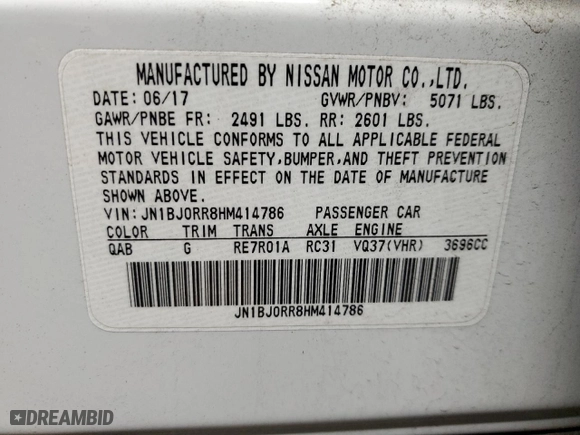 MANUFACTURED BY NISSAN MOTOR CO.,LTD.
DATE: 06/17 GVWR/PNBV: 5071 LBS.
GAWR/PNBE FR: 2491 LBS. RR: 2601 LBS.
THIS VEHICLE CONFORMS TO ALL APPLICABLE FEDERAL
MOTOR VEHICLE SAFETY,BUMPER,AND THEFT PREVENTION
STANDARDS IN EFFECT ON THE DATE OF MANUFACTURE
SHOWN ABOVE.
VIN: JN1BJ0RR8HM414786 PASSENGER CAR
COLOR TRIM TRANS AXLE ENGINE
QAB G RE7R01A RC31 VQ37(VHR) 3696CC
JN1BJ0RR8HM414786
DREAMBID